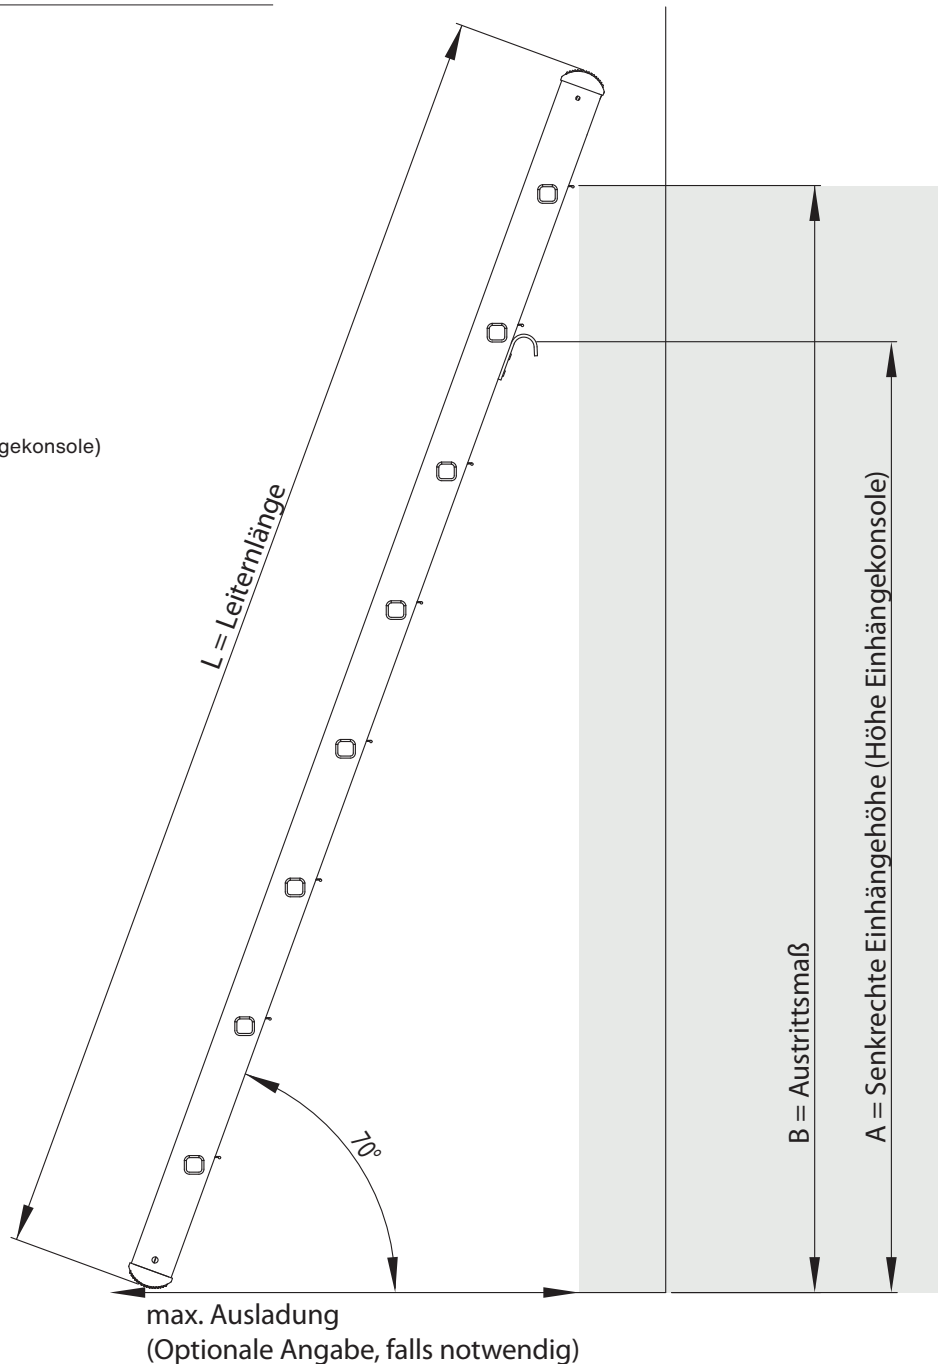 gekonsole)
L = Leiternlänge
A = Senkrechte Einhängehöhe (Höhe Einhängekonsole)
B = Austrittsmaß
70°
max. Ausladung
(Optionale Angabe, falls notwendig)